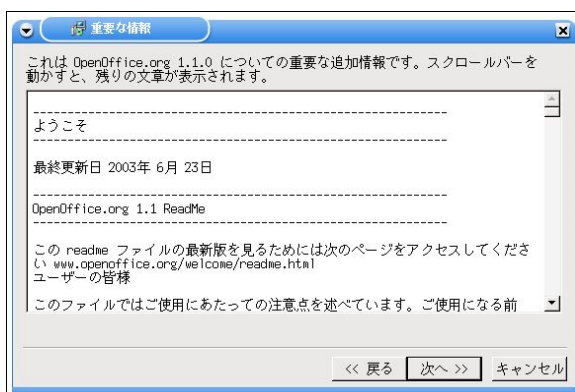 重要な情報
これは OpenOffice.org 1.1.0 についての重要な追加情報です。スクロールバーを
動かすと、残りの文章が表示されます。
------------------------------------------------------------
ようこそ
------------------------------------------------------------
最終更新日 2003年 6月 23日
------------------------------------------------------------
OpenOffice.org 1.1 ReadMe
------------------------------------------------------------
この readme ファイルの最新版を見るためには次のページをアクセスしてくださ
い www.openoffice.org/welcome/readme.html
ユーザーの皆様
このファイルではご使用にあたっての注意点を述べています。ご使用になる前
<< 戻る 次へ >> キャンセル